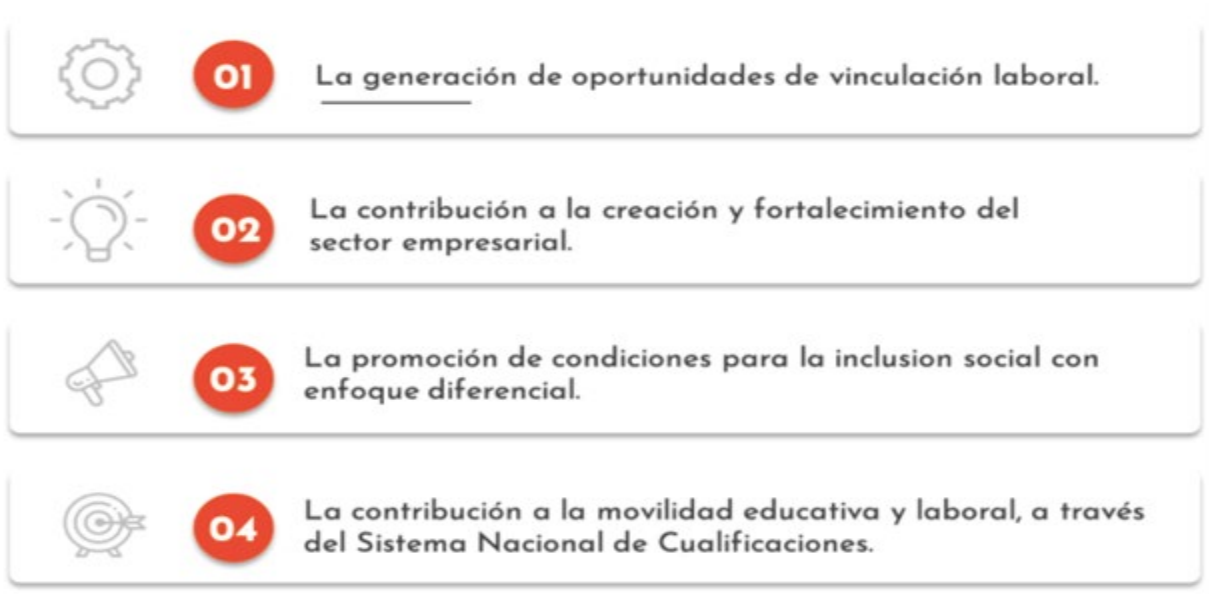 01
La generación de oportunidades de vinculación laboral.
02
La contribución a la creación y fortalecimiento del
sector empresarial.
03
La promoción de condiciones para la inclusion social con
enfoque diferencial.
04
La contribución a la movilidad educativa y laboral, a través
del Sistema Nacional de Cualificaciones.